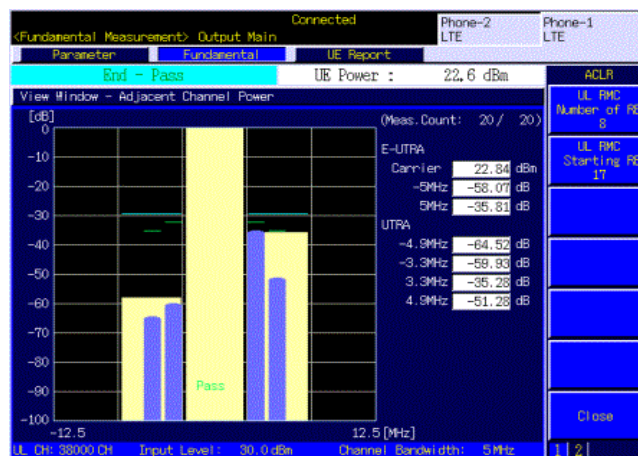 Connected
Phone-2
LTE
Phone-1
LTE
<Fundamental Measurement> Output Main
Parameter
Fundamental
UE Report
End - Pass
UE Power : 22.6 dBm
ACLR
View Window - Adjacent Channel Power
UL RMC
Number of RB
8
UL RMC
Starting RB
17
[dB]
(Meas.Count: 20 / 20)
0
-10
-20
-30
-40
-50
-60
-70
-80
-90
-100
E-UTRA
Carrier 22.84 dBm
-5MHz -58.07 dB
5MHz -35.81 dB
UTRA
-4.9MHz -64.52 dB
-3.3MHz -59.93 dB
3.3MHz -35.28 dB
4.9MHz -51.28 dB
Pass
-12.5
12.5 [MHz]
Close
UL CH: 38000 CH Input Level: 30.0 dBm Channel Bandwidth: 5 MHz
1 2